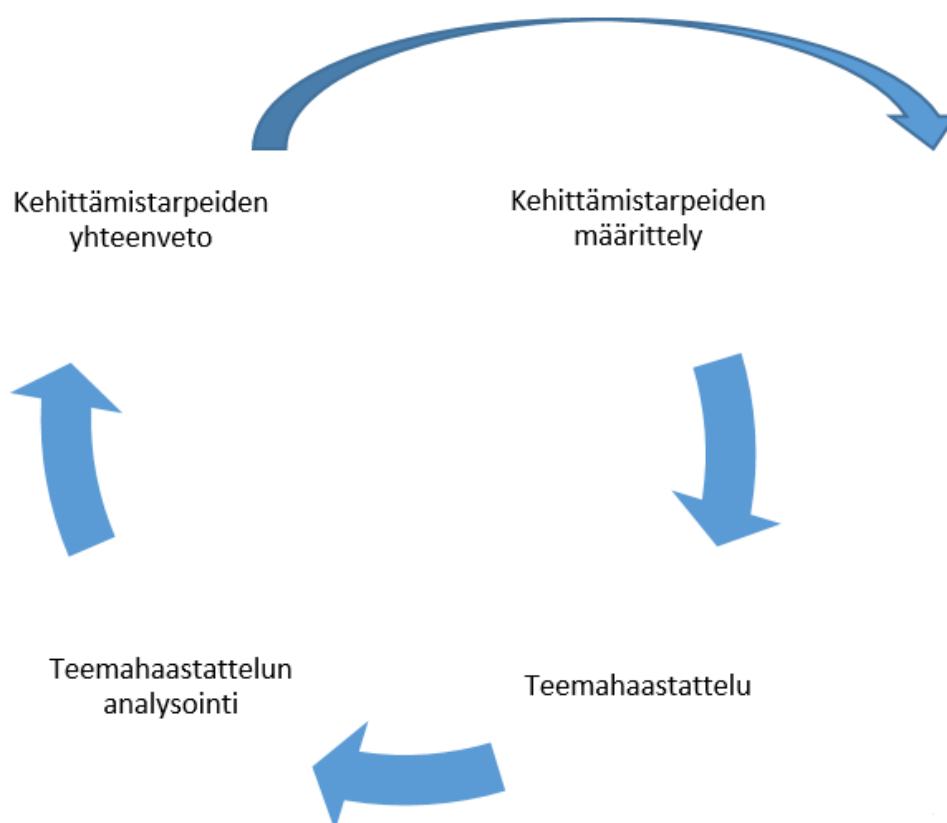 Kehittämistarpeiden
yhteenveto
Kehittämistarpeiden
määrittely
Teemahaastattelun
analysointi
Teemahaastattelu